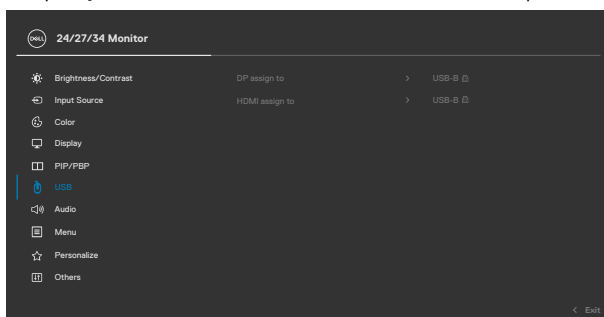 DELL
24/27/34 Monitor
Brightness/Contrast
DP assign to > USB-B
Input Source
HDMI assign to > USB-B
Color
Display
PIP/PBP
USB
Audio
Menu
Personalize
Others
< Exit